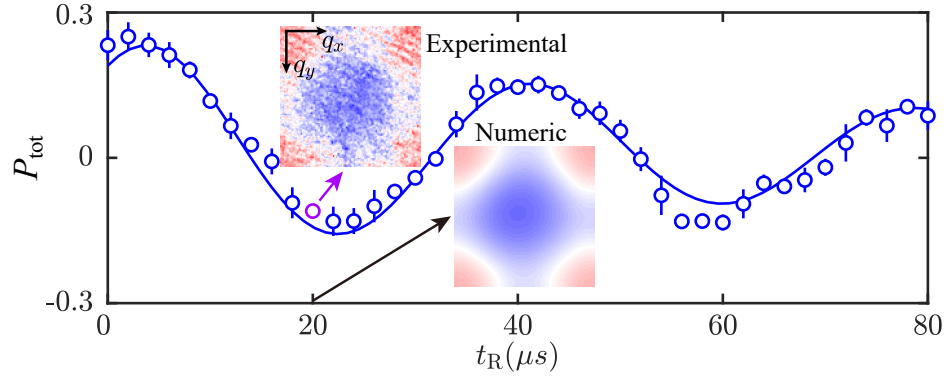 0.3
q_x
Experimental
q_y
Numeric
P_tot
0
-0.3
0
20
40
60
80
t_R(μs)